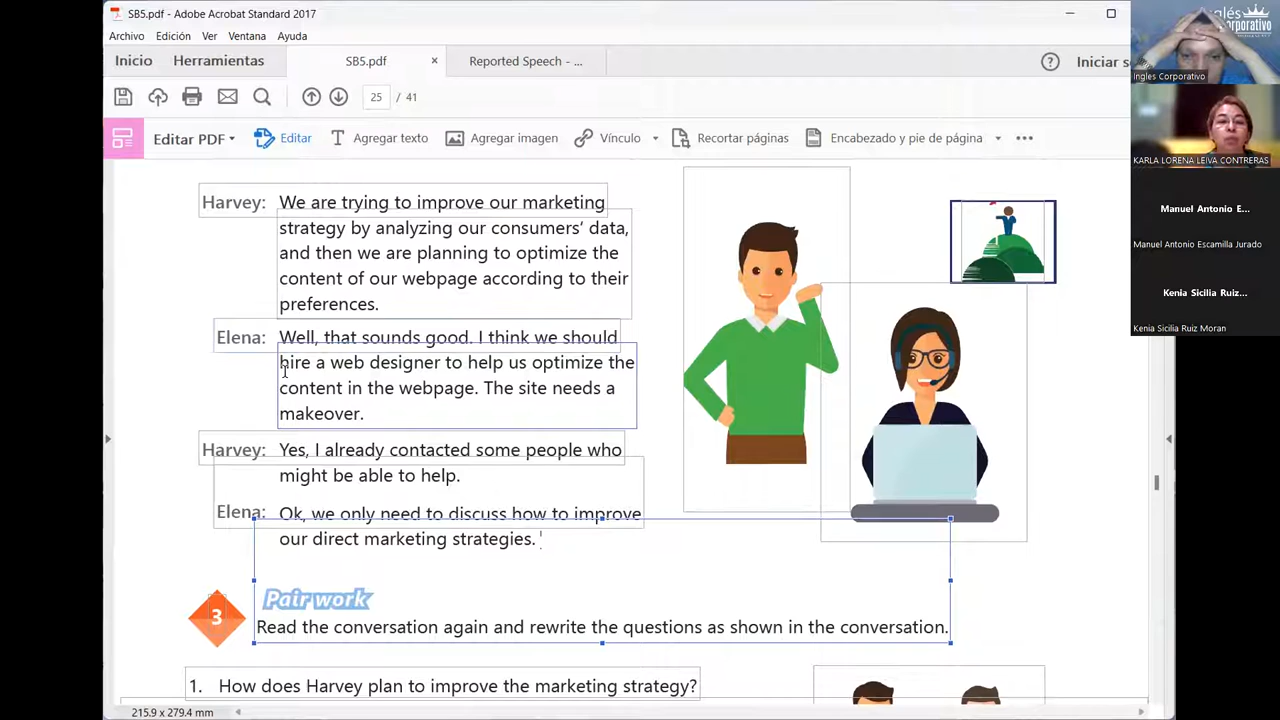 SB5.pdf - Adobe Acrobat Standard 2017
Archivo Edición Ver Ventana Ayuda
Inicio Herramientas SB5.pdf × Reported Speech - ... Iniciar se
25 / 41
Editar PDF Editar Agregar texto Agregar imagen Vínculo Recortar páginas Encabezado y pie de página
Harvey: We are trying to improve our marketing
strategy by analyzing our consumers’ data,
and then we are planning to optimize the
content of our webpage according to their
preferences.
Elena: Well, that sounds good. I think we should
hire a web designer to help us optimize the
content in the webpage. The site needs a
makeover.
Harvey: Yes, I already contacted some people who
might be able to help.
Elena: Ok, we only need to discuss how to improve
our direct marketing strategies.
3 Pair work
Read the conversation again and rewrite the questions as shown in the conversation.
1. How does Harvey plan to improve the marketing strategy?
215.9 x 279.4 mm
Ingles Corporativo
KARLA LORENA LEIVA CONTRERAS
Manuel Antonio E...
Manuel Antonio Escamilla Jurado
Kenia Sicilia Ruiz...
Kenia Sicilia Ruiz Moran